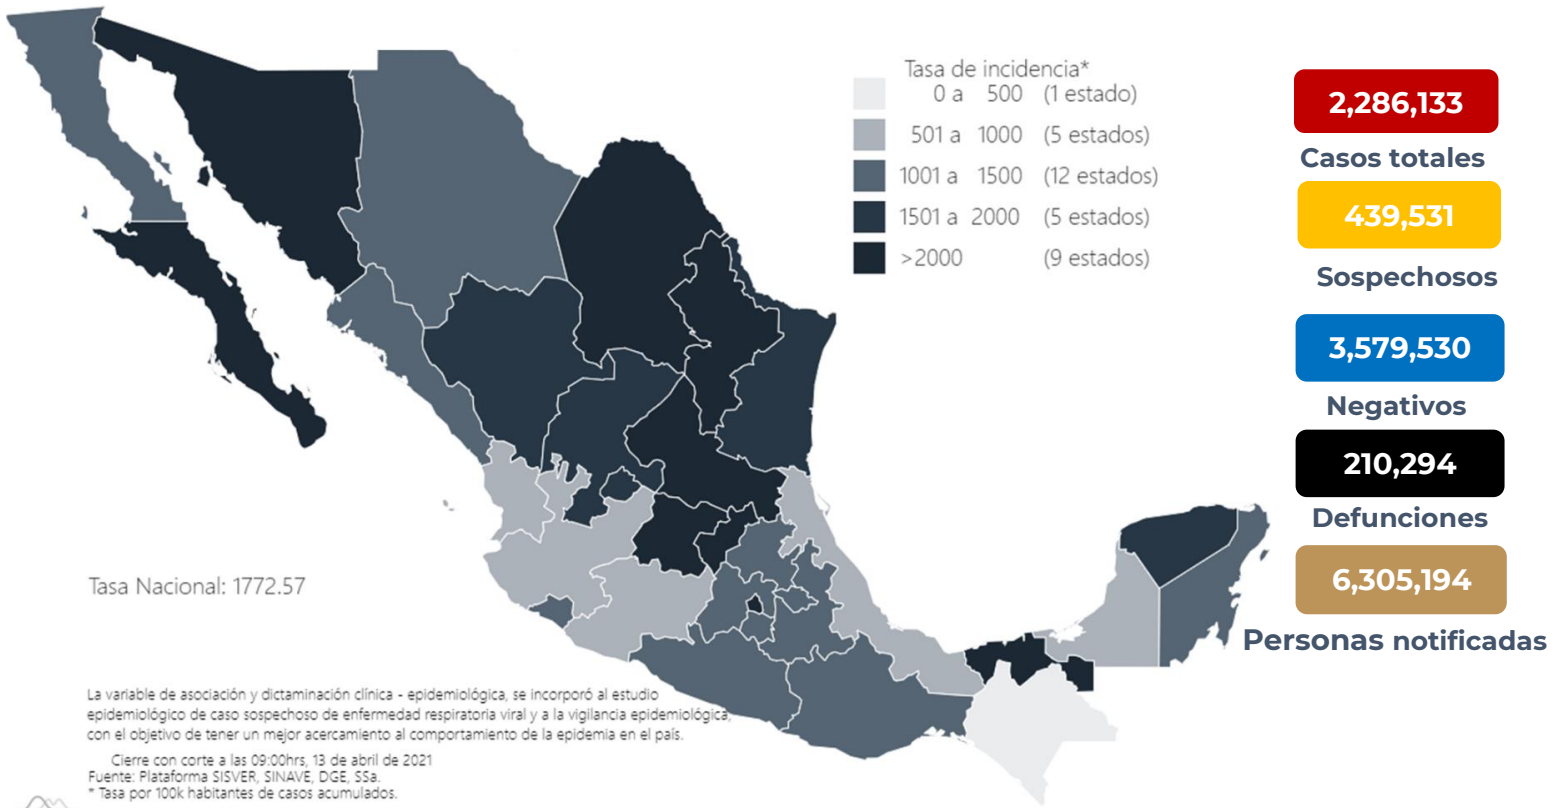 Tasa de incidencia*
0 a 500 (1 estado)
501 a 1000 (5 estados)
1001 a 1500 (12 estados)
1501 a 2000 (5 estados)
>2000 (9 estados)
2,286,133
Casos totales
439,531
Sospechosos
3,579,530
Negativos
210,294
Defunciones
6,305,194
Personas notificadas
Tasa Nacional: 1772.57
La variable de asociación y dictaminación clínica - epidemiológica, se incorporó al estudio
epidemiológico de caso sospechoso de enfermedad respiratoria viral y a la vigilancia epidemiológica,
con el objetivo de tener un mejor acercamiento al comportamiento de la epidemia en el país.
Cierre con corte a las 09:00hrs, 13 de abril de 2021
Fuente: Plataforma SISVER, SINAVE, DGE, SSa.
* Tasa por 100k habitantes de casos acumulados.